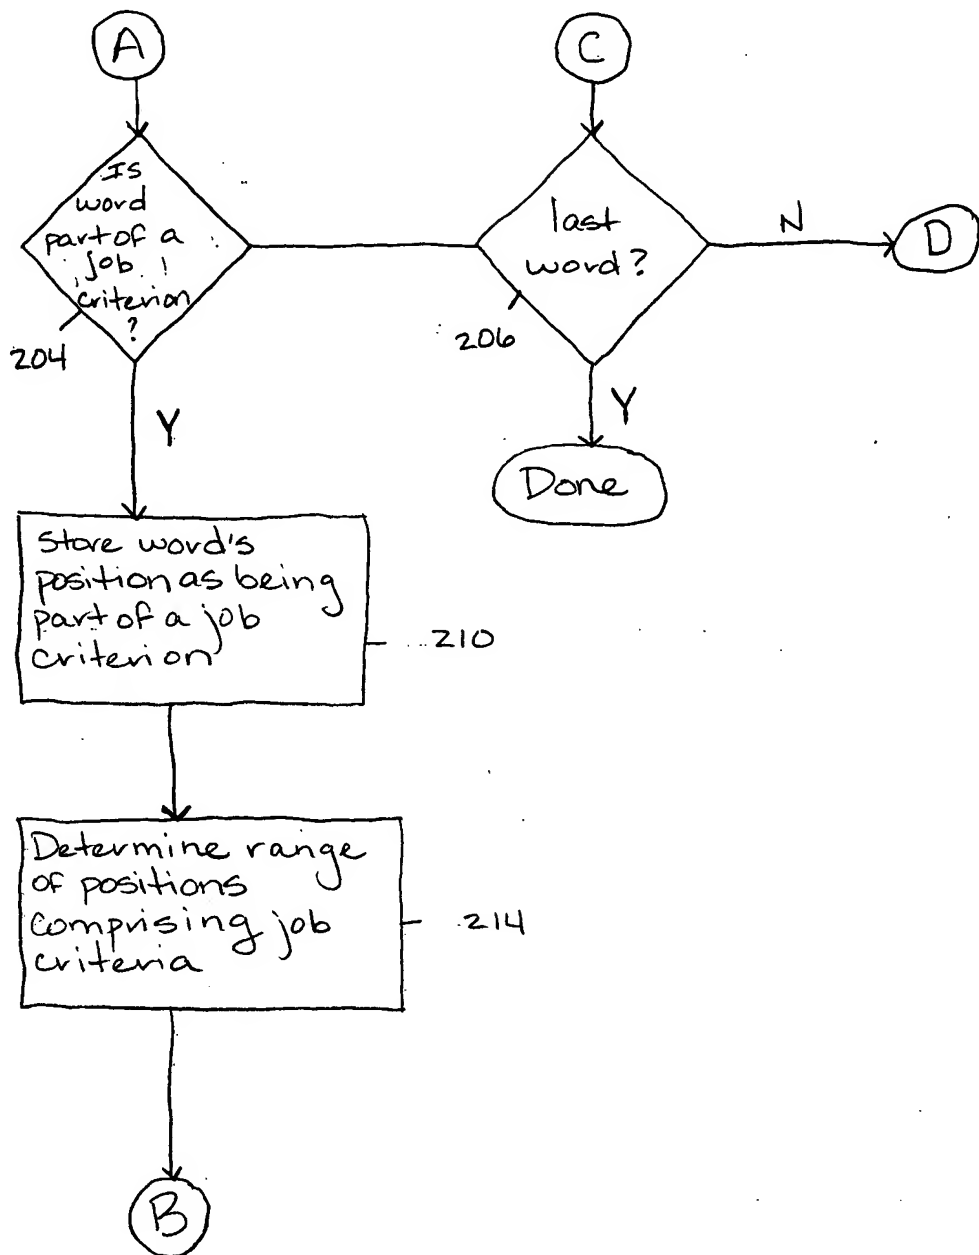 A
C
Is
word
part of a
job
criterion
?
204
last
word?
206
N
D
Y
Y
Done
Store word's
position as being
part of a job
criterion
210
Determine range
of positions
comprising job
criteria
214
B